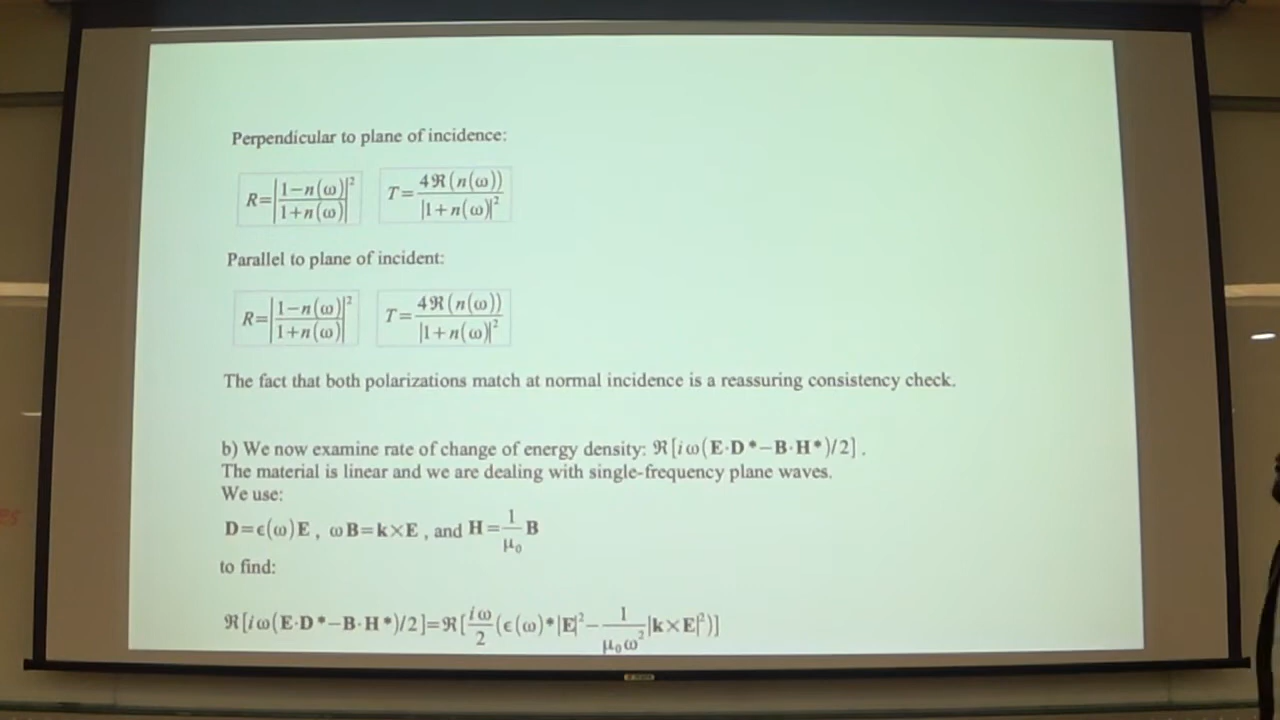 Perpendicular to plane of incidence:
R=|1−n(ω)/1+n(ω)|² T=4ℜ(n(ω))/|1+n(ω)|²
Parallel to plane of incident:
R=|1−n(ω)/1+n(ω)|² T=4ℜ(n(ω))/|1+n(ω)|²
The fact that both polarizations match at normal incidence is a reassuring consistency check.
b) We now examine rate of change of energy density: ℜ[iω(E·D*−B·H*)/2].
The material is linear and we are dealing with single-frequency plane waves.
We use:
D=ϵ(ω)E, ωB=k×E, and H=1/μ₀ B
to find:
ℜ[iω(E·D*−B·H*)/2]=ℜ[iω/2(ϵ(ω)*|E|²−1/μ₀ω²|k×E|²)]